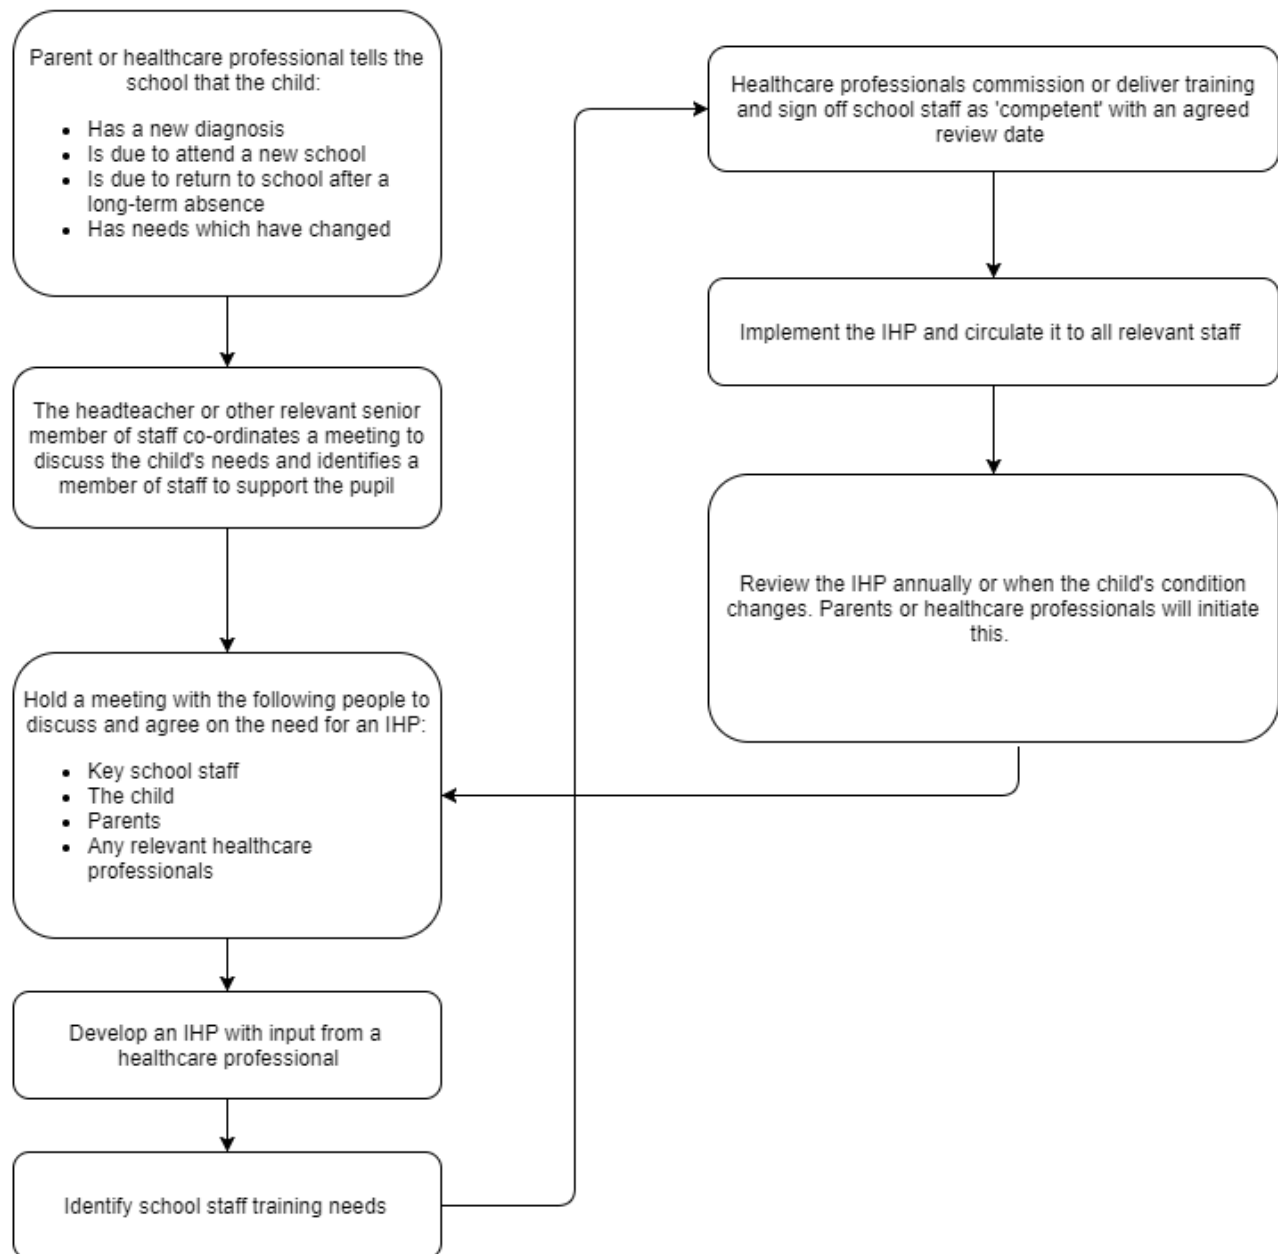 Parent or healthcare professional tells the
school that the child:
• Has a new diagnosis
• Is due to attend a new school
• Is due to return to school after a
long-term absence
• Has needs which have changed
The headteacher or other relevant senior
member of staff co-ordinates a meeting to
discuss the child's needs and identifies a
member of staff to support the pupil
Hold a meeting with the following people to
discuss and agree on the need for an IHP:
• Key school staff
• The child
• Parents
• Any relevant healthcare
professionals
Develop an IHP with input from a
healthcare professional
Identify school staff training needs
Healthcare professionals commission or deliver training
and sign off school staff as 'competent' with an agreed
review date
Implement the IHP and circulate it to all relevant staff
Review the IHP annually or when the child's condition
changes. Parents or healthcare professionals will initiate
this.